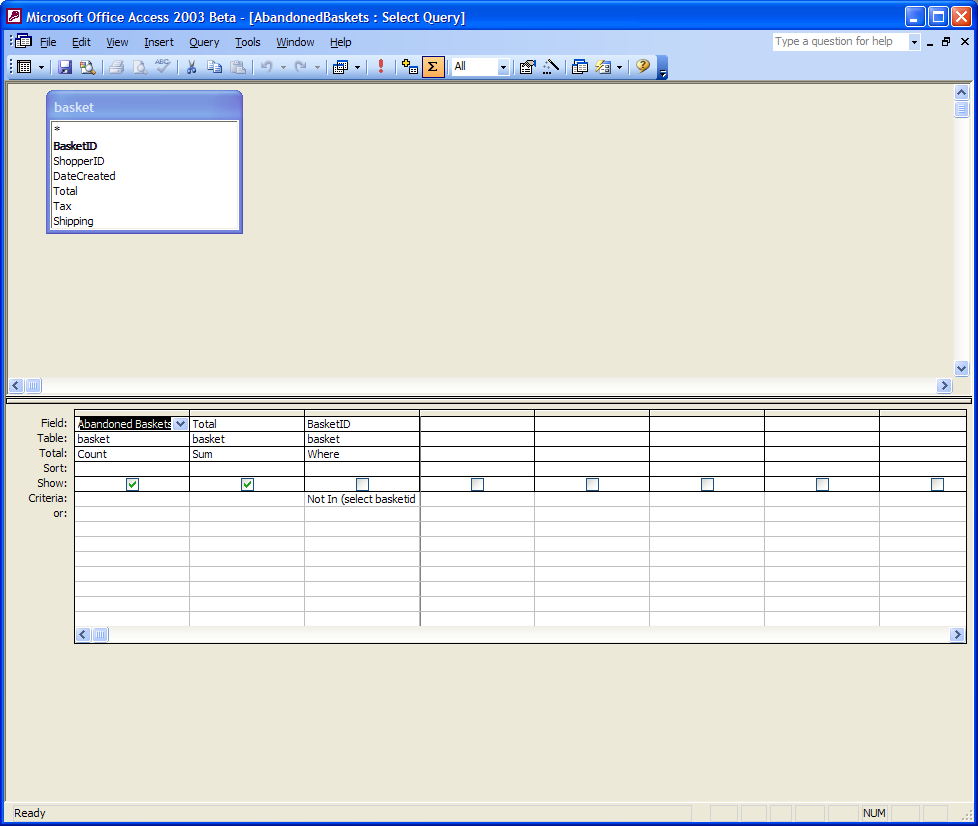 Microsoft Office Access 2003 Beta - [AbandonedBaskets : Select Query]
File Edit View Insert Query Tools Window Help Type a question for help
ABC Σ All
basket
*
BasketID
ShopperID
DateCreated
Total
Tax
Shipping
Field: Abandoned Baskets Total BasketID
Table: basket basket basket
Total: Count Sum Where
Sort:
Show:
Criteria: Not In (select basketid
or:
Ready NUM